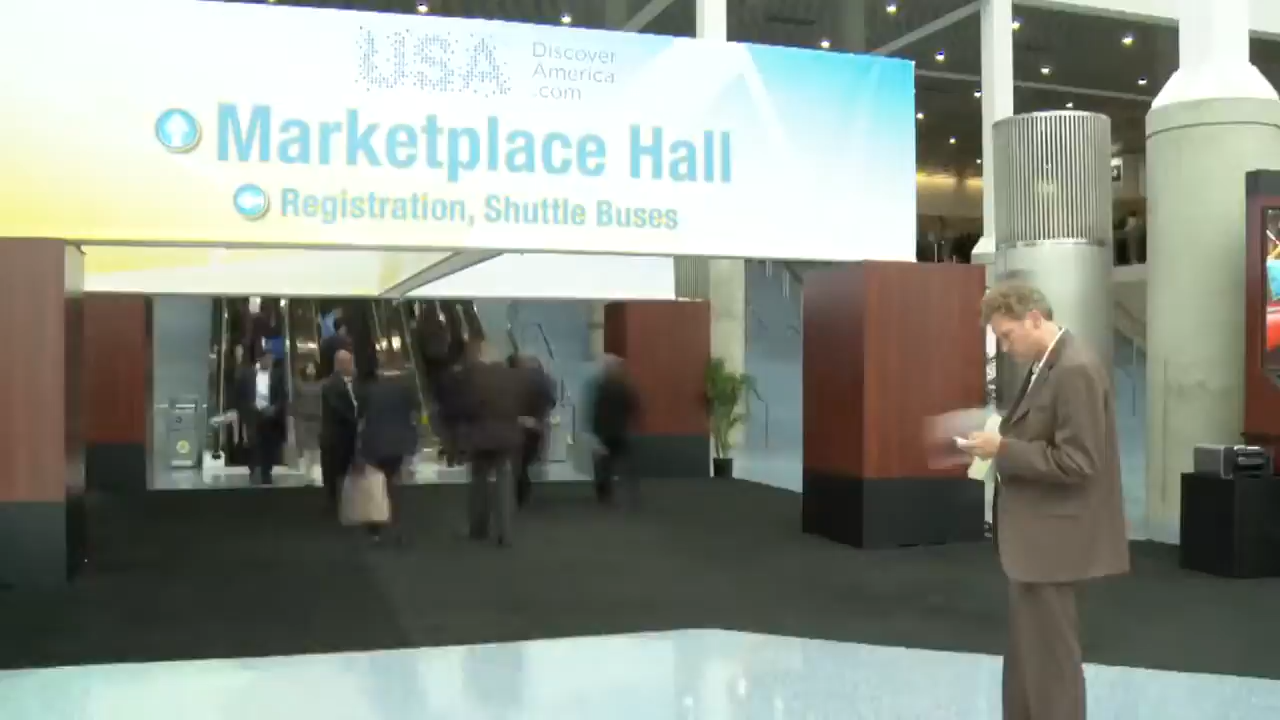 USA
Discover
America
.com
Marketplace Hall
Registration, Shuttle Buses